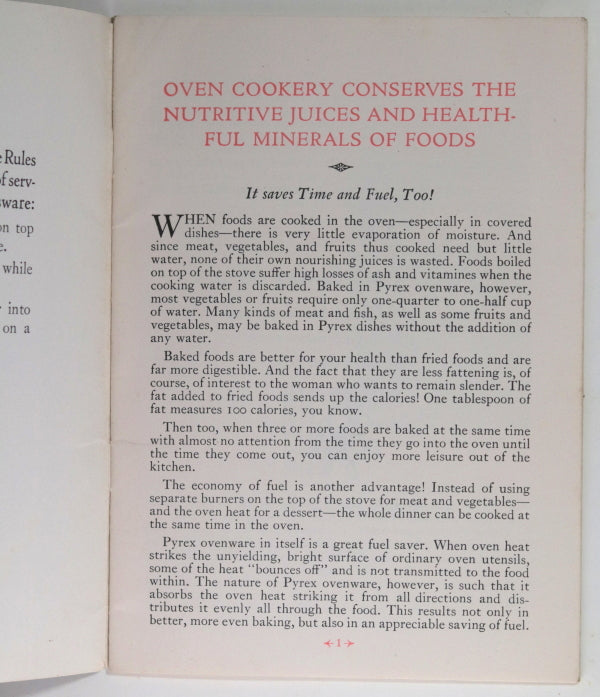 e Rules
of serv-
sware:
on top
e.
while
into
on a
OVEN COOKERY CONSERVES THE
NUTRITIVE JUICES AND HEALTH-
FUL MINERALS OF FOODS
It saves Time and Fuel, Too!
WHEN foods are cooked in the oven—especially in covered
dishes—there is very little evaporation of moisture. And
since meat, vegetables, and fruits thus cooked need but little
water, none of their own nourishing juices is wasted. Foods boiled
on top of the stove suffer high losses of ash and vitamines when the
cooking water is discarded. Baked in Pyrex ovenware, however,
most vegetables or fruits require only one-quarter to one-half cup
of water. Many kinds of meat and fish, as well as some fruits and
vegetables, may be baked in Pyrex dishes without the addition of
any water.
Baked foods are better for your health than fried foods and are
far more digestible. And the fact that they are less fattening is, of
course, of interest to the woman who wants to remain slender. The
fat added to fried foods sends up the calories! One tablespoon of
fat measures 100 calories, you know.
Then too, when three or more foods are baked at the same time
with almost no attention from the time they go into the oven until
the time they come out, you can enjoy more leisure out of the
kitchen.
The economy of fuel is another advantage! Instead of using
separate burners on the top of the stove for meat and vegetables—
and the oven heat for a dessert—the whole dinner can be cooked at
the same time in the oven.
Pyrex ovenware in itself is a great fuel saver. When oven heat
strikes the unyielding, bright surface of ordinary oven utensils,
some of the heat "bounces off" and is not transmitted to the food
within. The nature of Pyrex ovenware, however, is such that it
absorbs the oven heat striking it from all directions and dis-
tributes it evenly all through the food. This results not only in
better, more even baking, but also in an appreciable saving of fuel.
1